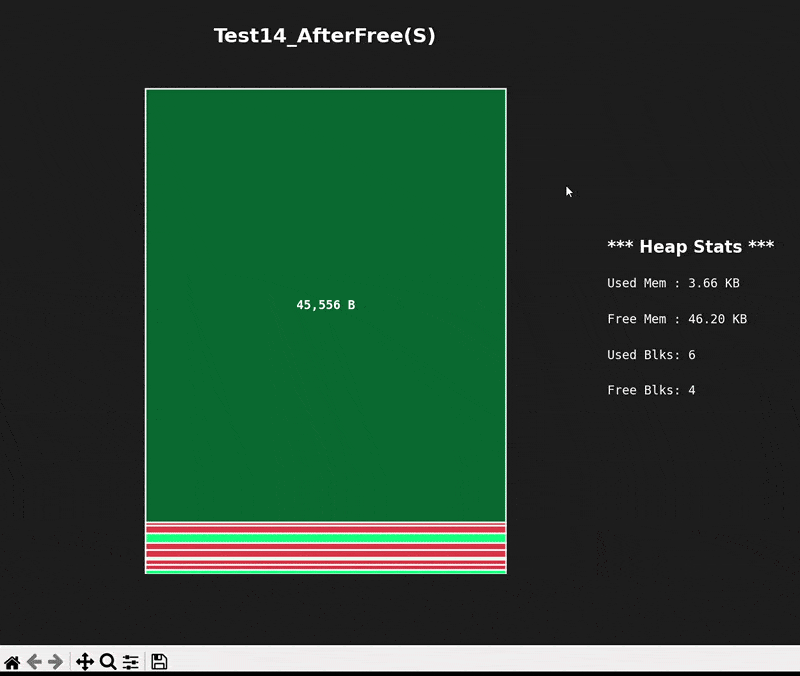 Test14_AfterFree(S)
45,556 B
*** Heap Stats ***
Used Mem : 3.66 KB
Free Mem : 46.20 KB
Used Blks: 6
Free Blks: 4